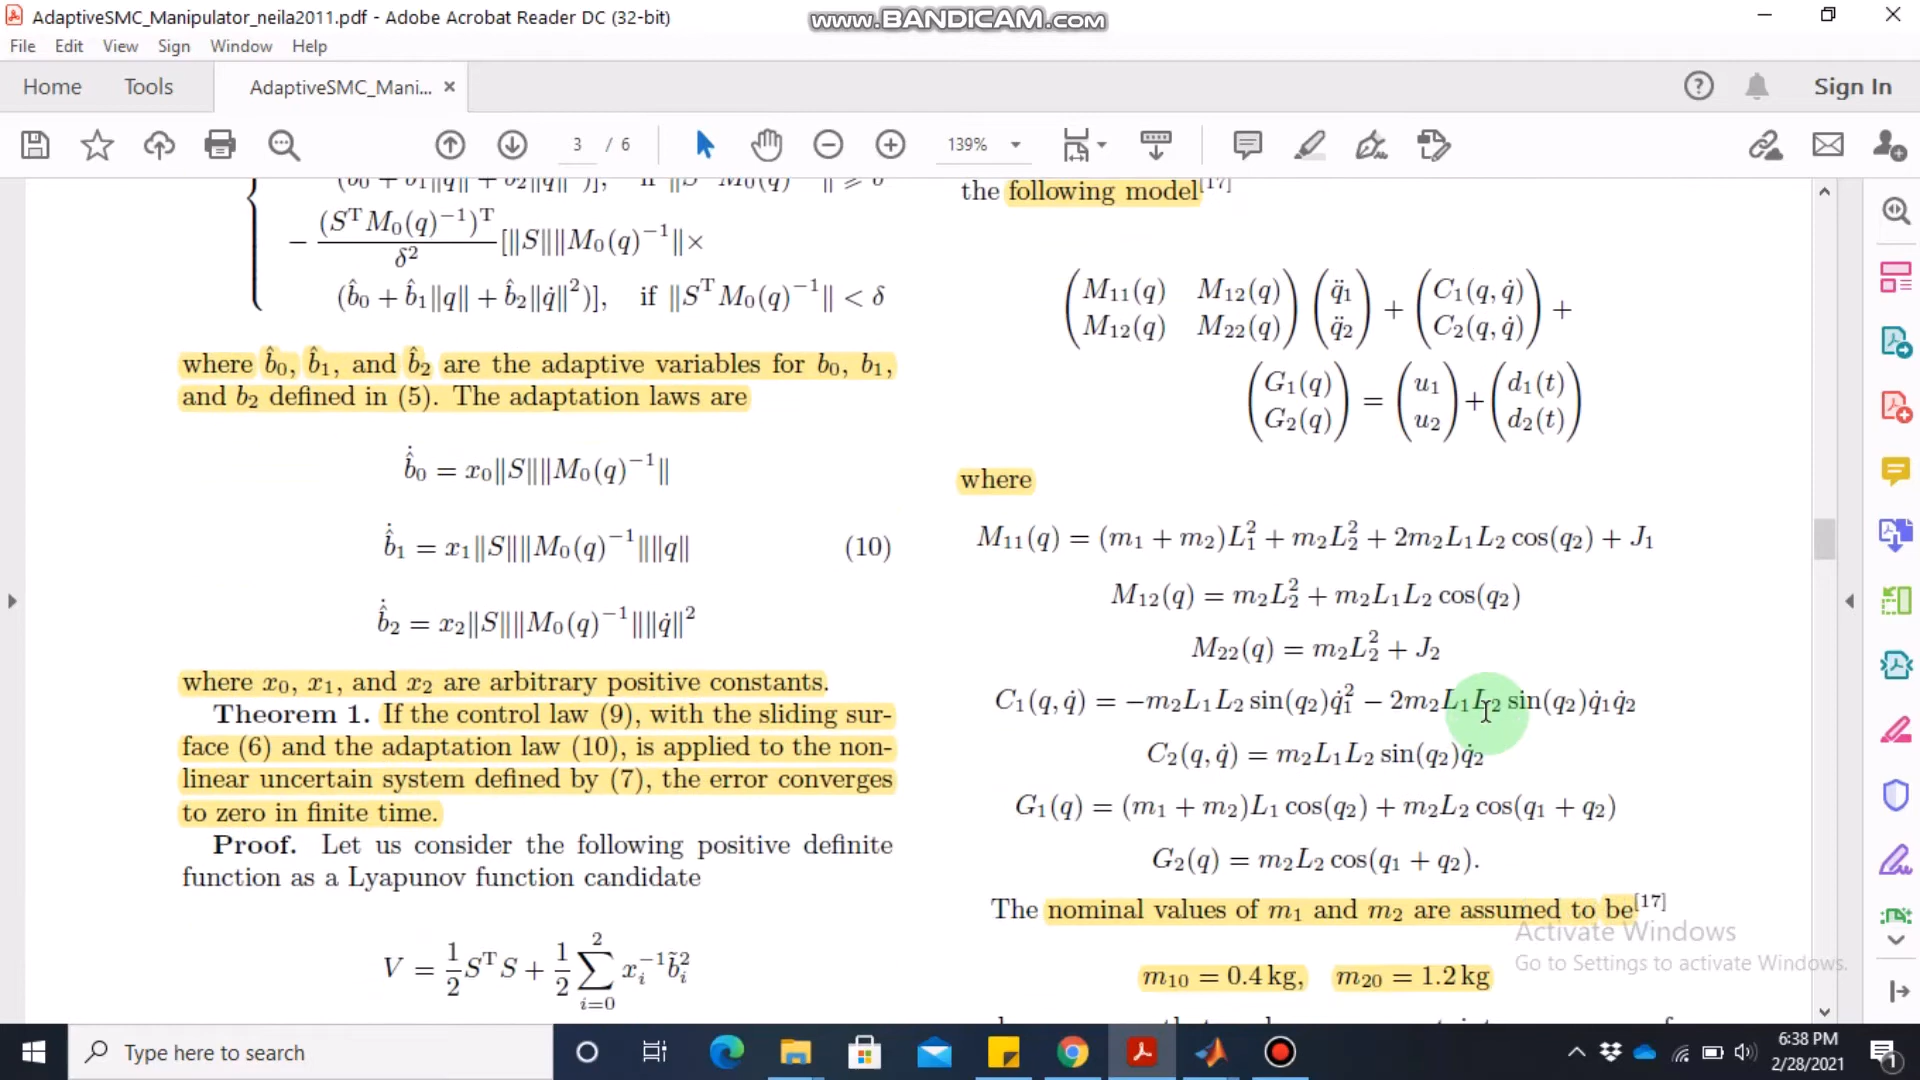 AdaptiveSMC_Manipulator_neila2011.pdf - Adobe Acrobat Reader DC (32-bit)
www.BANDICAM.com
File Edit View Sign Window Help
Home Tools AdaptiveSMC_Mani... × Sign In
3 / 6 139%
(b̂₀ + b̂₁‖q‖ + b̂₂‖q̇‖²)], if ‖SᵀM₀(q)⁻¹‖ ⩾ δ
− (SᵀM₀(q)⁻¹)ᵀ / δ² [‖S‖‖M₀(q)⁻¹‖×
(b̂₀ + b̂₁‖q‖ + b̂₂‖q̇‖²)], if ‖SᵀM₀(q)⁻¹‖ < δ
where b̂₀, b̂₁, and b̂₂ are the adaptive variables for b₀, b₁,
and b₂ defined in (5). The adaptation laws are
b̂̇₀ = x₀‖S‖‖M₀(q)⁻¹‖
b̂̇₁ = x₁‖S‖‖M₀(q)⁻¹‖‖q‖ (10)
b̂̇₂ = x₂‖S‖‖M₀(q)⁻¹‖‖q̇‖²
where x₀, x₁, and x₂ are arbitrary positive constants.
Theorem 1. If the control law (9), with the sliding sur-
face (6) and the adaptation law (10), is applied to the non-
linear uncertain system defined by (7), the error converges
to zero in finite time.
Proof. Let us consider the following positive definite
function as a Lyapunov function candidate
V = 1/2 SᵀS + 1/2 ∑ᵢ₌₀² xᵢ⁻¹b̃ᵢ²
the following model[17]
(M₁₁(q) M₁₂(q)) (q̈₁) + (C₁(q, q̇)) +
(M₁₂(q) M₂₂(q)) (q̈₂) (C₂(q, q̇))
(G₁(q)) = (u₁) + (d₁(t))
(G₂(q)) (u₂) (d₂(t))
where
M₁₁(q) = (m₁ + m₂)L₁² + m₂L₂² + 2m₂L₁L₂ cos(q₂) + J₁
M₁₂(q) = m₂L₂² + m₂L₁L₂ cos(q₂)
M₂₂(q) = m₂L₂² + J₂
C₁(q, q̇) = −m₂L₁L₂ sin(q₂)q̇₁² − 2m₂L₁L₂ sin(q₂)q̇₁q̇₂
C₂(q, q̇) = m₂L₁L₂ sin(q₂)q̇₂
G₁(q) = (m₁ + m₂)L₁ cos(q₂) + m₂L₂ cos(q₁ + q₂)
G₂(q) = m₂L₂ cos(q₁ + q₂).
The nominal values of m₁ and m₂ are assumed to be[17]
m₁₀ = 0.4 kg, m₂₀ = 1.2 kg
Activate Windows
Go to Settings to activate Windows.
Type here to search
6:38 PM
2/28/2021
1